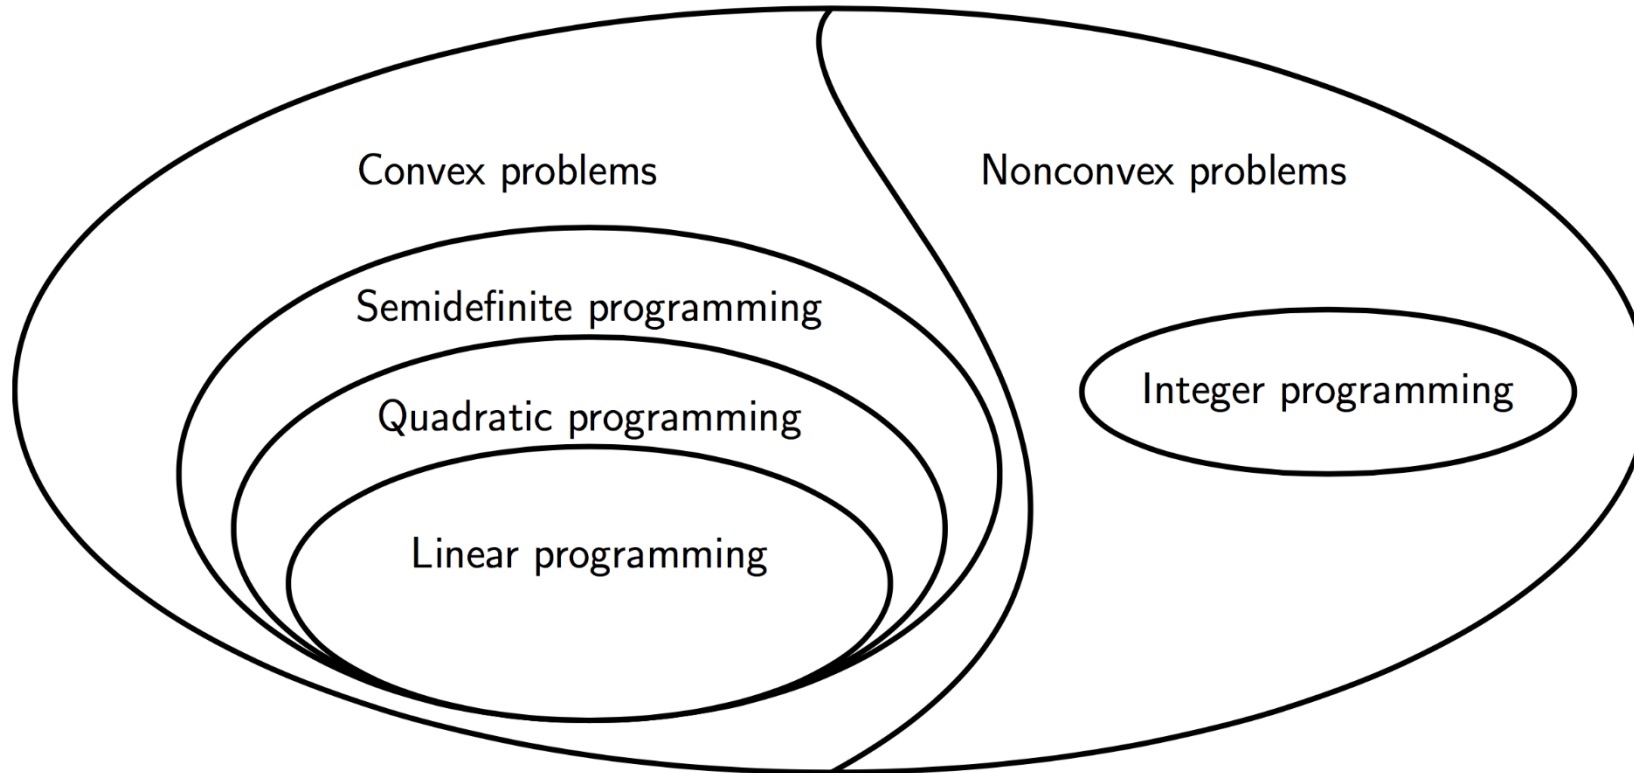 Convex problems
Nonconvex problems
Semidefinite programming
Quadratic programming
Integer programming
Linear programming